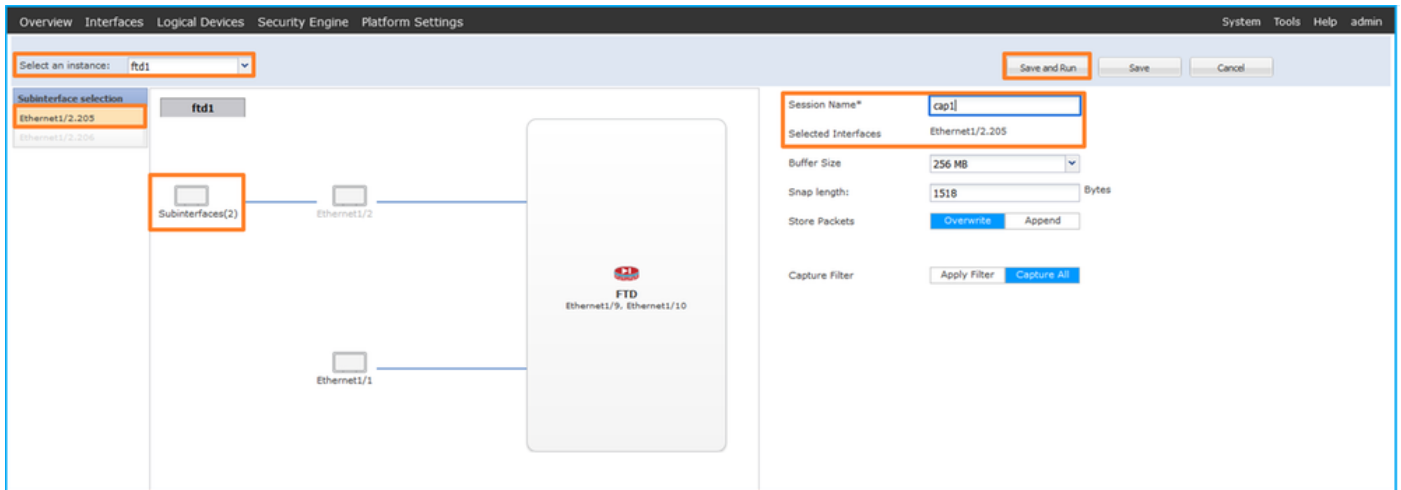 Overview Interfaces Logical Devices Security Engine Platform Settings System Tools Help admin
Select an instance: ftd1 Save and Run Save Cancel
Subinterface selection
Ethernet1/2.205
Ethernet1/2.206
ftd1
Subinterfaces(2)
Ethernet1/2
FTD
Ethernet1/9, Ethernet1/10
Ethernet1/1
Session Name* cap1
Selected Interfaces Ethernet1/2.205
Buffer Size 256 MB
Snap length: 1518 Bytes
Store Packets Overwrite Append
Capture Filter Apply Filter Capture All